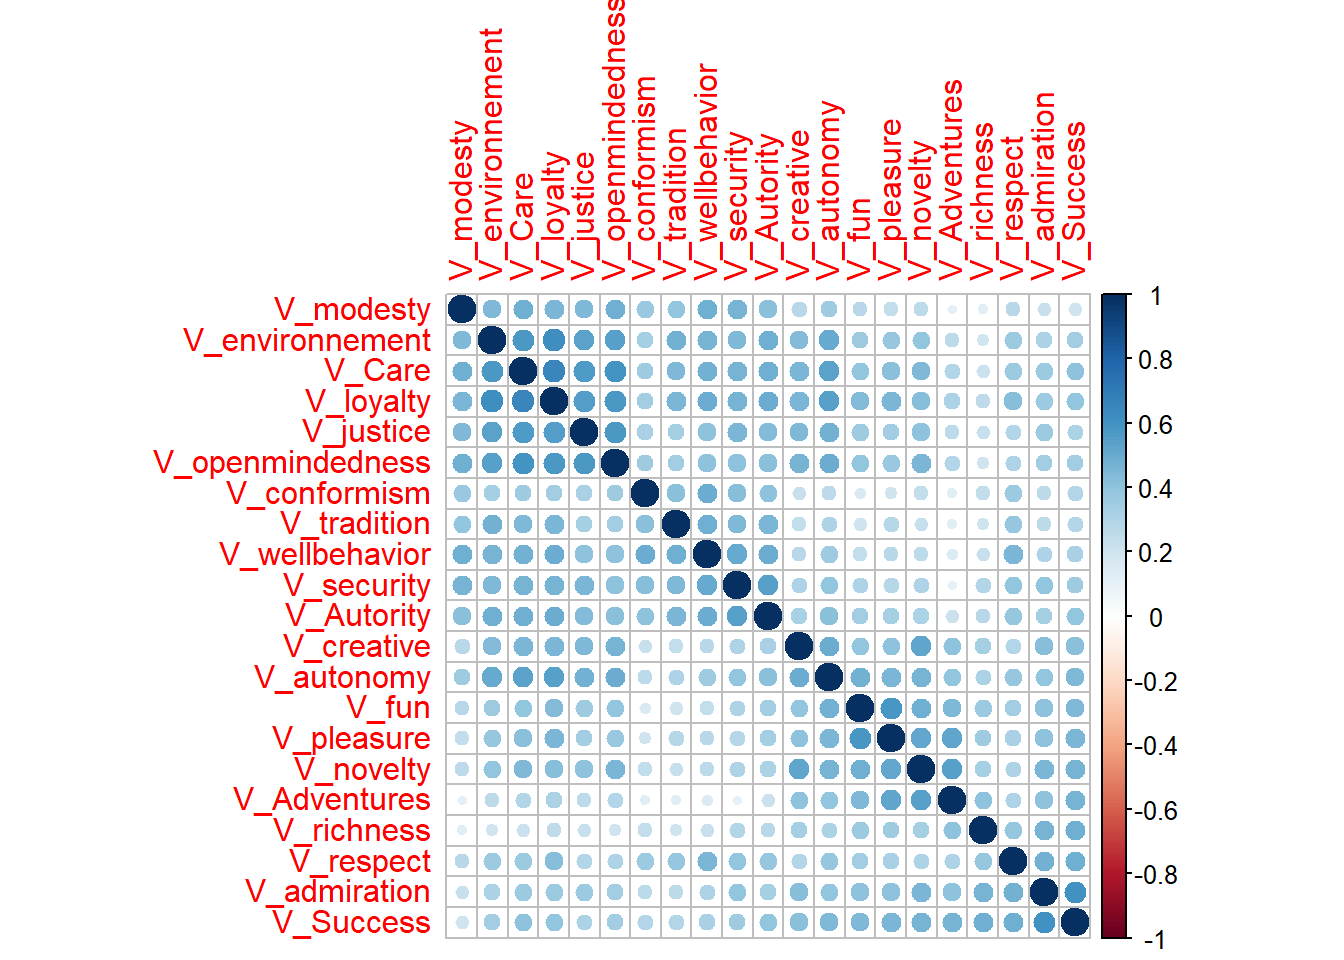 V_modesty
V_environnement
V_Care
V_loyalty
V_justice
V_openmindedness
V_conformism
V_tradition
V_wellbehavior
V_security
V_Autority
V_creative
V_autonomy
V_fun
V_pleasure
V_novelty
V_Adventures
V_richness
V_respect
V_admiration
V_Success
V_modesty
V_environnement
V_Care
V_loyalty
V_justice
V_openmindedness
V_conformism
V_tradition
V_wellbehavior
V_security
V_Autority
V_creative
V_autonomy
V_fun
V_pleasure
V_novelty
V_Adventures
V_richness
V_respect
V_admiration
V_Success
1
0.8
0.6
0.4
0.2
0
-0.2
-0.4
-0.6
-0.8
-1